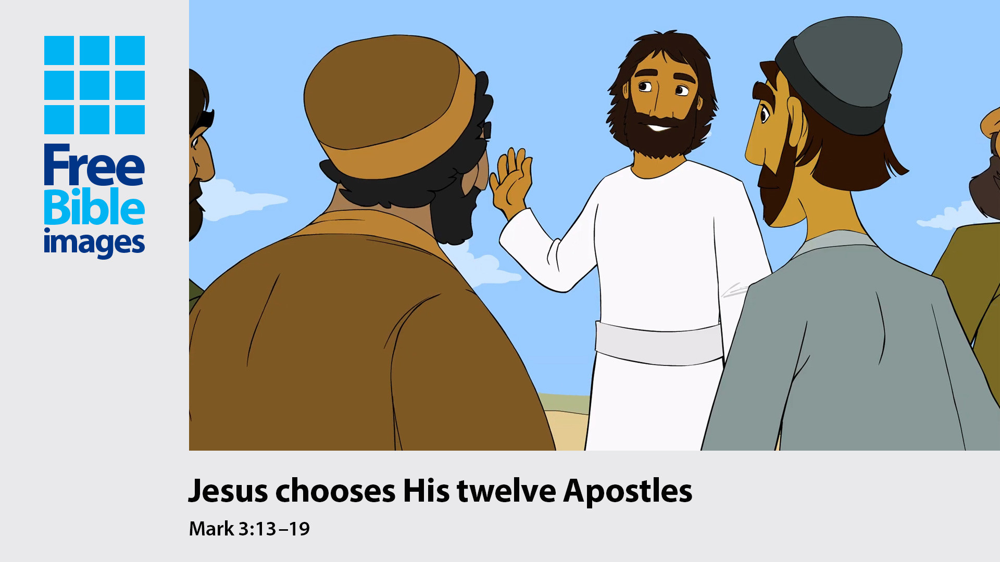 Free
Bible
images
Jesus chooses His twelve Apostles
Mark 3:13–19